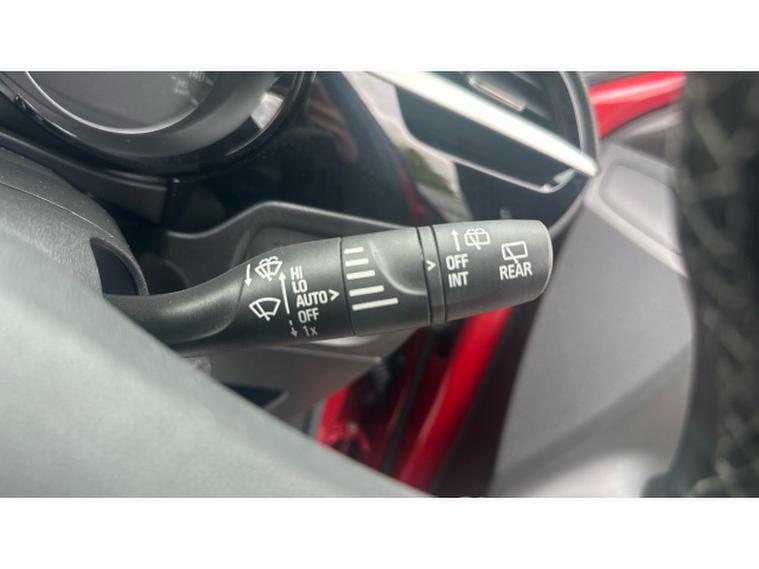 HI
LO
AUTO >
OFF
1x
>
OFF
INT
REAR